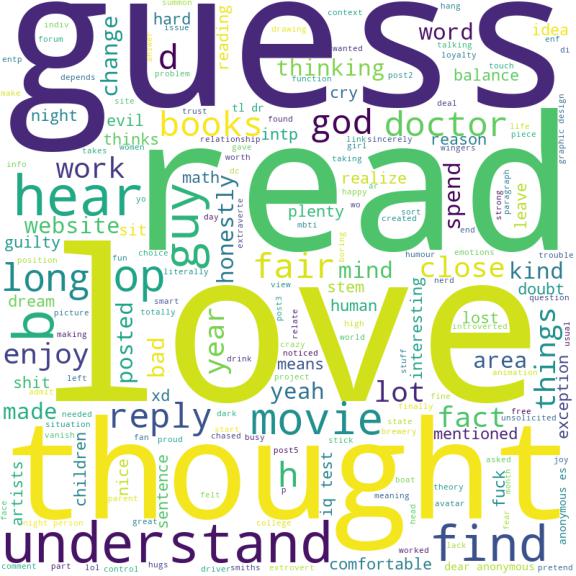 guess
indiv
forum
entp
change
hard
issue
d
reading
summon
drawing
answer
problem
depends
function
thinking
context
wanted
post2
hang
talking
loyalty
touch
word
balance
idea
enf
di
night
make
site
evil
thinks
books
tl dr
intp
cry
trust
relationship
found
worth
god
link
sincerely
girl
deal
doctor
reason
wingers
life
piece
graphic design
read
work
takes
women
gave
taking
info
hear
yo
guy
math
day
honestly
extraverted
dc
happy
ar
wo
plenty
mbti
realize
created
sort
end
spend
strong
paragraph
leave
website
sit
guilty
position
long
op
choice
fun
literally
boring
fair
mind
stem
human
humour
emotions
close
nerd
kind
doubt
trouble
question
love
dream
picture
making
b
smart
totally
posted
bad
year
view
post3
drink
crazy
noticed
means
project
relate
high
world
stuff
interesting
lost
introverted
area
things
usual
exception
enjoy
left
shit
admit
xd
yeah
lot
fine
animation
made
needed
situation
vanish
reply
fan
proud
dark
start
chased
busy
movie
stick
state
brewery
finally
fact
free
unsolicited
mentioned
thought
artists
night person
children
parent
nice
sentence
great
felt
post5
h
p
college
iq test
meaning
boat
head
theory
avatar
fuck
fear
month
asked
joy
anonymous es
face
understand
worked
lack
find
comfortable
dear anonymous
comment
part
lol
control
hugs
driver
smiths
extrovert
pretend